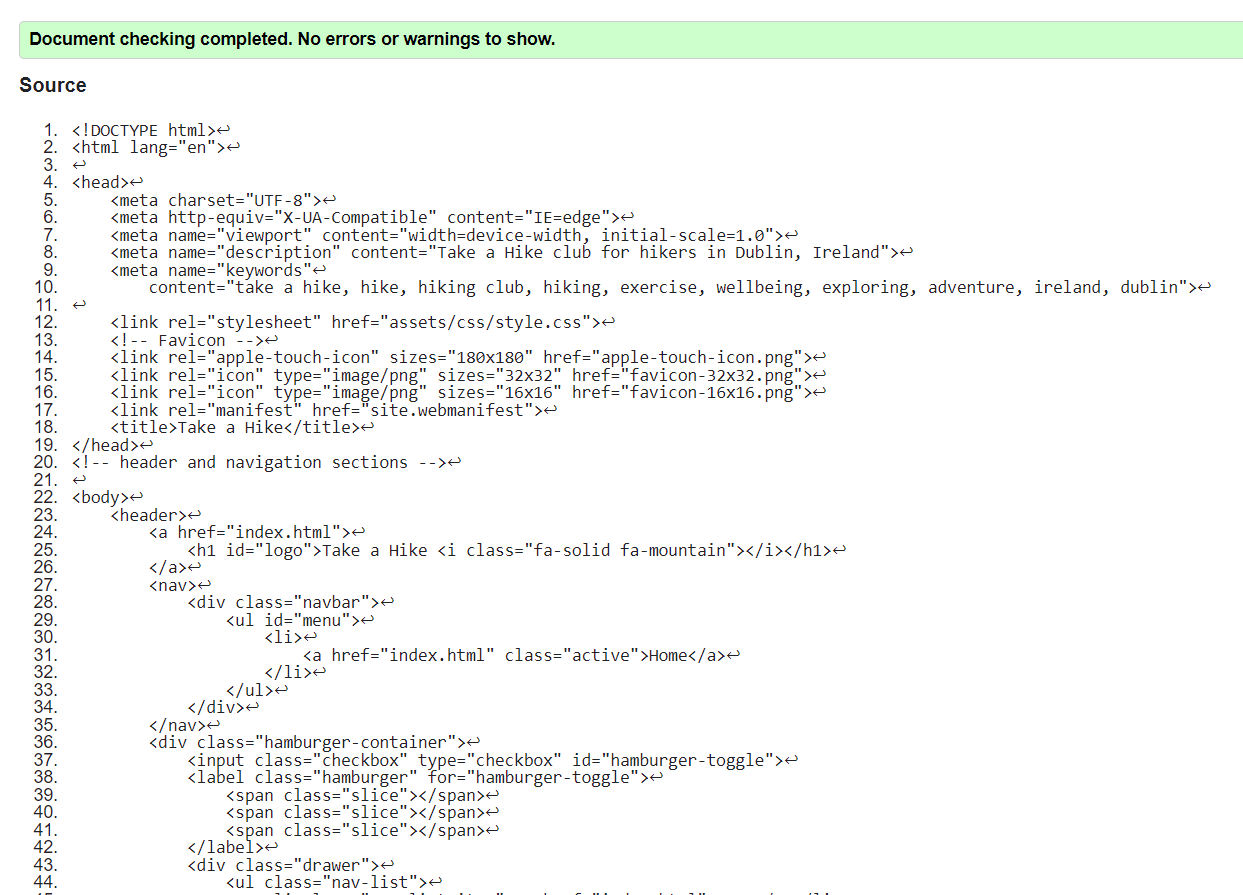 Document checking completed. No errors or warnings to show.
Source
1. <!DOCTYPE html>↩
2. <html lang="en">↩
3. ↩
4. <head>↩
5.     <meta charset="UTF-8">↩
6.     <meta http-equiv="X-UA-Compatible" content="IE=edge">↩
7.     <meta name="viewport" content="width=device-width, initial-scale=1.0">↩
8.     <meta name="description" content="Take a Hike club for hikers in Dublin, Ireland">↩
9.     <meta name="keywords"↩
10.         content="take a hike, hike, hiking club, hiking, exercise, wellbeing, exploring, adventure, ireland, dublin">↩
11. ↩
12.     <link rel="stylesheet" href="assets/css/style.css">↩
13.     <!-- Favicon -->↩
14.     <link rel="apple-touch-icon" sizes="180x180" href="apple-touch-icon.png">↩
15.     <link rel="icon" type="image/png" sizes="32x32" href="favicon-32x32.png">↩
16.     <link rel="icon" type="image/png" sizes="16x16" href="favicon-16x16.png">↩
17.     <link rel="manifest" href="site.webmanifest">↩
18.     <title>Take a Hike</title>↩
19. </head>↩
20. <!-- header and navigation sections -->↩
21. ↩
22. <body>↩
23.     <header>↩
24.         <a href="index.html">↩
25.             <h1 id="logo">Take a Hike <i class="fa-solid fa-mountain"></i></h1>↩
26.         </a>↩
27.         <nav>↩
28.             <div class="navbar">↩
29.                 <ul id="menu">↩
30.                     <li>↩
31.                         <a href="index.html" class="active">Home</a>↩
32.                     </li>↩
33.                 </ul>↩
34.             </div>↩
35.         </nav>↩
36.         <div class="hamburger-container">↩
37.             <input class="checkbox" type="checkbox" id="hamburger-toggle">↩
38.             <label class="hamburger" for="hamburger-toggle">↩
39.                 <span class="slice"></span>↩
40.                 <span class="slice"></span>↩
41.                 <span class="slice"></span>↩
42.             </label>↩
43.             <div class="drawer">↩
44.                 <ul class="nav-list">↩